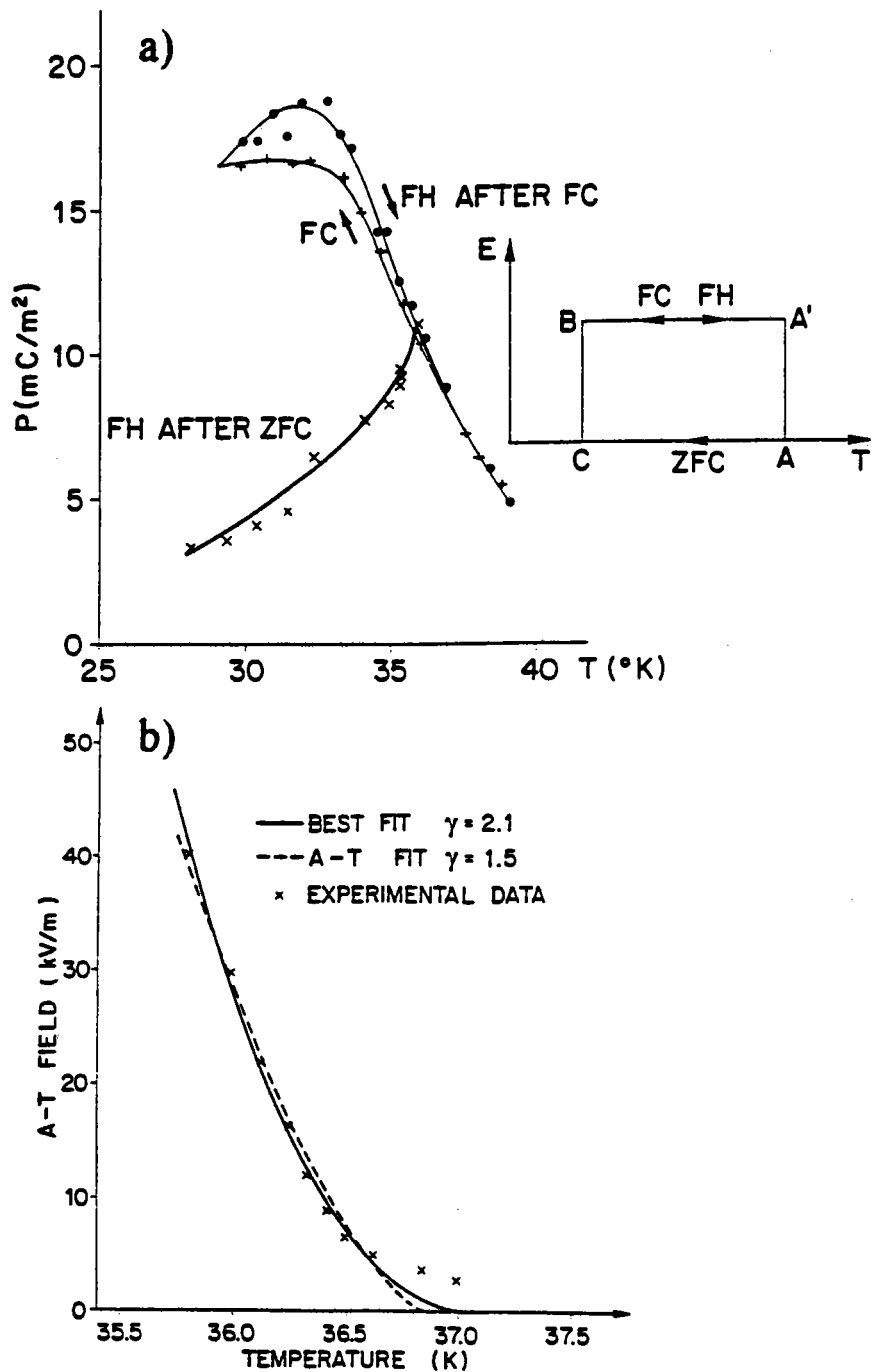 a)
20
15
10
5
0
P(mC/m²)
FH AFTER FC
FC
FH AFTER ZFC
25
30
35
40
T (°K)
E
FC FH
B
A'
C
ZFC
A
T
b)
50
40
30
20
10
0
A-T FIELD (kV/m)
BEST FIT γ = 2.1
A-T FIT γ = 1.5
× EXPERIMENTAL DATA
35.5
36.0
36.5
37.0
37.5
TEMPERATURE (K)